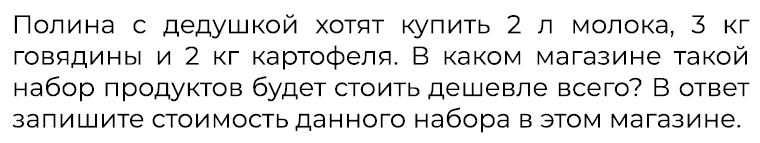 Полина с дедушкой хотят купить 2 л молока, 3 кг
говядины и 2 кг картофеля. В каком магазине такой
набор продуктов будет стоить дешевле всего? В ответ
запишите стоимость данного набора в этом магазине.